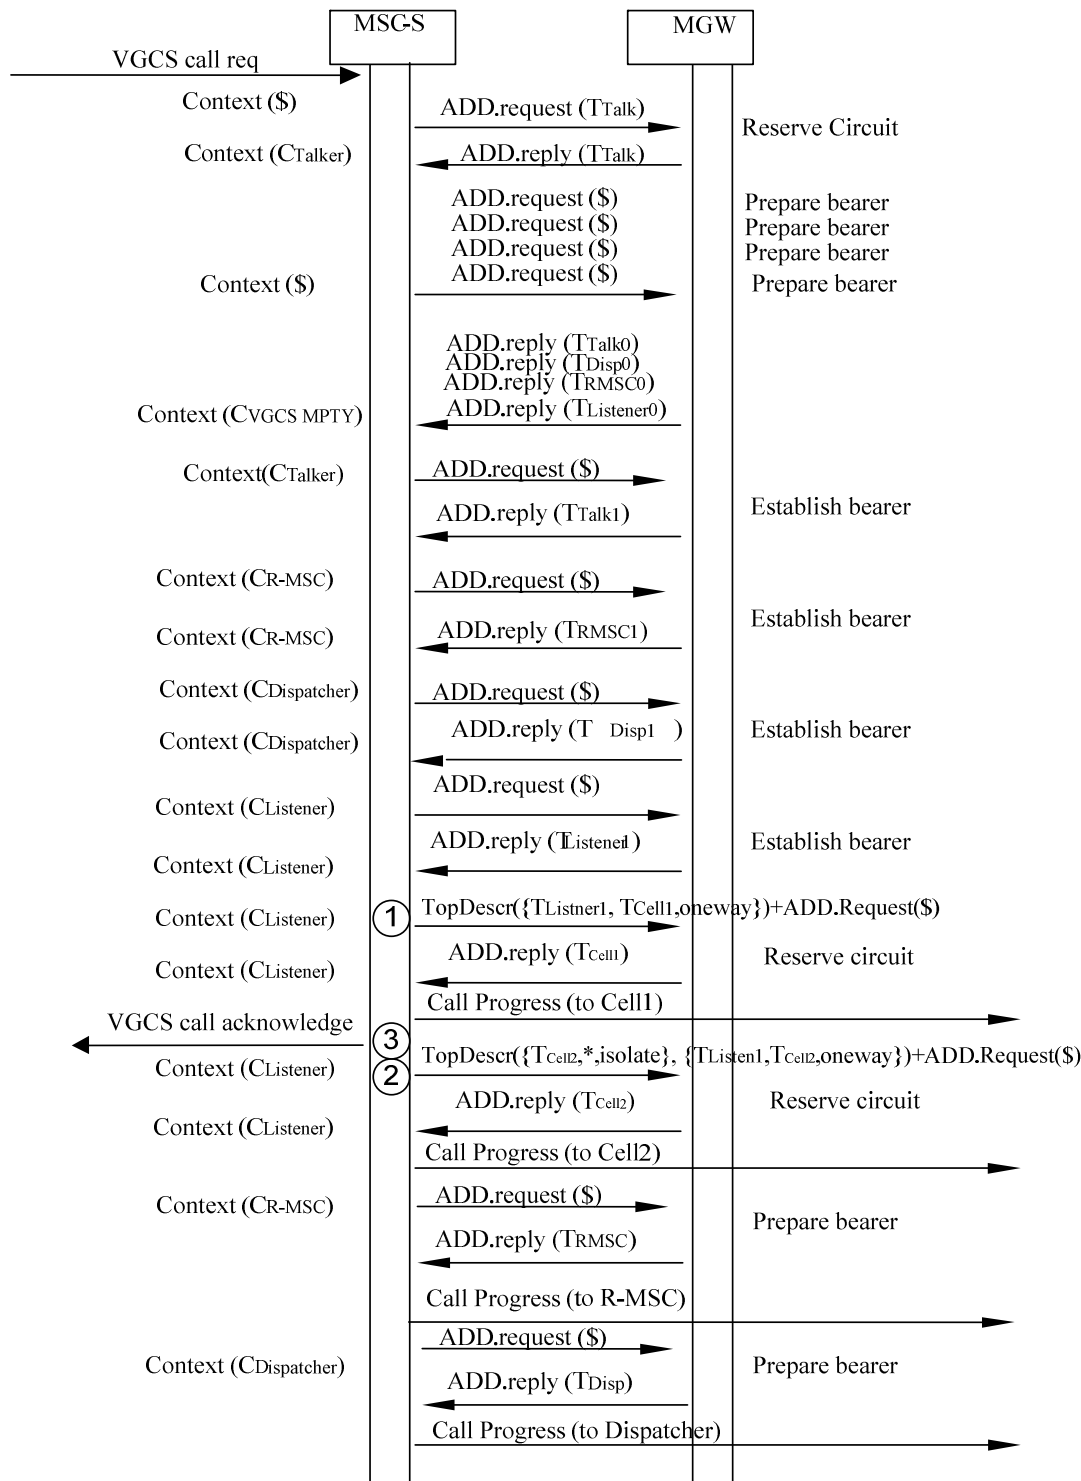 MSC-S
MGW
VGCS call req
Context ($)
ADD.request (TTalk)
Reserve Circuit
Context (CTalker)
ADD.reply (TTalk)
ADD.request ($)
Prepare bearer
ADD.request ($)
Prepare bearer
ADD.request ($)
Prepare bearer
ADD.request ($)
Context ($)
Prepare bearer
ADD.reply (TTalk0)
ADD.reply (TDisp0)
ADD.reply (TRMSC0)
ADD.reply (TListener0)
Context (CVGCS MPTY)
Context(CTalker)
ADD.request ($)
Establish bearer
ADD.reply (TTalk1)
Context (CR-MSC)
ADD.request ($)
Establish bearer
Context (CR-MSC)
ADD.reply (TRMSC1)
Context (CDispatcher)
ADD.request ($)
Context (CDispatcher)
ADD.reply (T Disp1 )
Establish bearer
ADD.request ($)
Context (CListener)
ADD.reply (TListener1)
Establish bearer
Context (CListener)
Context (CListener)
1
TopDescr({TListner1, TCell1,oneway})+ADD.Request($)
Context (CListener)
ADD.reply (TCell1)
Reserve circuit
Call Progress (to Cell1)
VGCS call acknowledge
3
Context (CListener)
2
TopDescr({TCell2,*,isolate}, {TListen1,TCell2,oneway})+ADD.Request($)
ADD.reply (TCell2)
Reserve circuit
Context (CListener)
Call Progress (to Cell2)
Context (CR-MSC)
ADD.request ($)
Prepare bearer
ADD.reply (TRMSC)
Call Progress (to R-MSC)
ADD.request ($)
Context (CDispatcher)
Prepare bearer
ADD.reply (TDisp)
Call Progress (to Dispatcher)